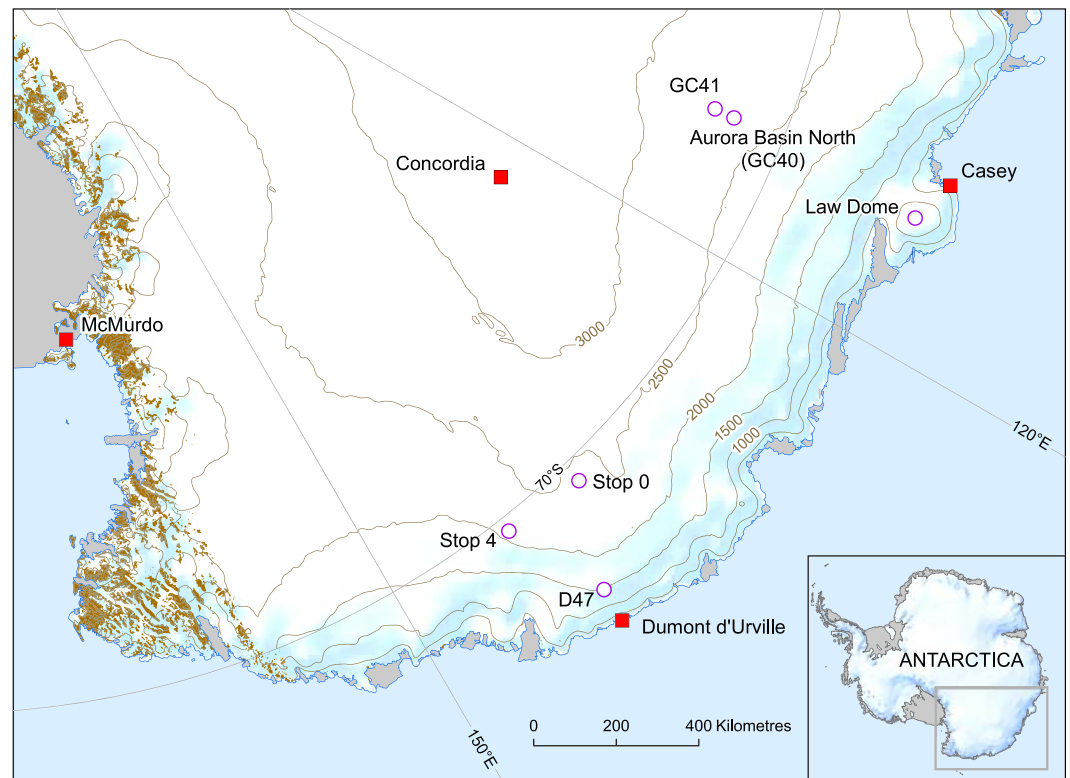 GC41
Aurora Basin North
(GC40)
Concordia
Casey
Law Dome
McMurdo
3000
2500
2000
1500
1000
120°E
70°S
Stop 0
Stop 4
D47
Dumont d'Urville
150°E
0 200 400 Kilometres
ANTARCTICA